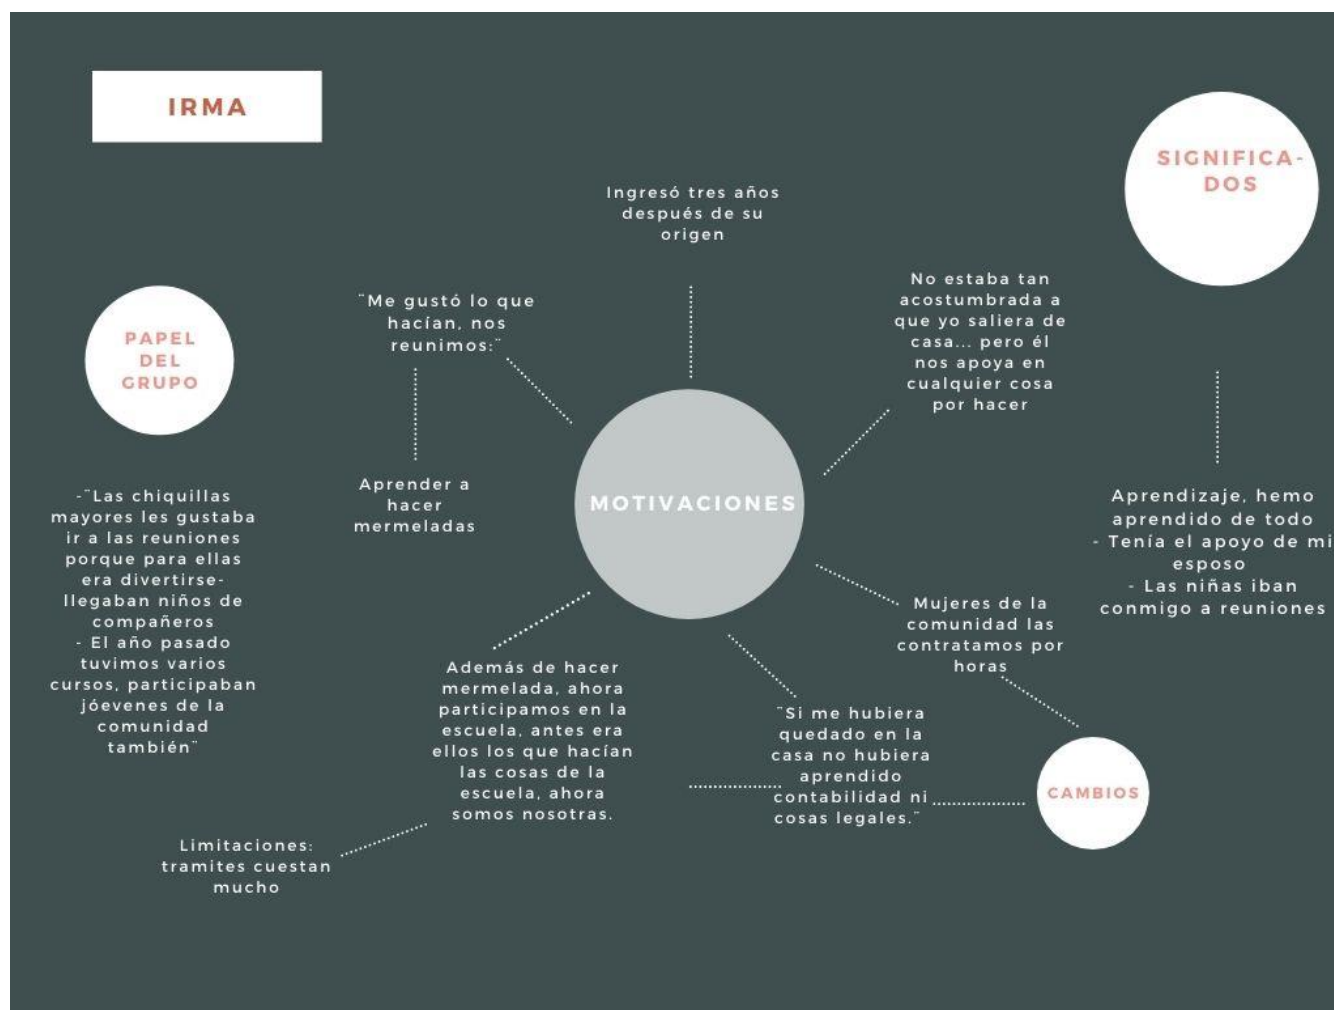 IRMA
SIGNIFICA-
DOS
Ingresó tres años
después de su
origen
No estaba tan
acostumbrada a
que yo saliera de
casa... pero él
nos apoya en
cualquier cosa
por hacer
¨Me gustó lo que
hacían, nos
reunimos:¨
PAPEL
DEL
GRUPO
Aprender a
hacer
mermeladas
MOTIVACIONES
-¨Las chiquillas
mayores les gustaba
ir a las reuniones
porque para ellas
era divertirse-
llegaban niños de
compañeros
- El año pasado
tuvimos varios
cursos, participaban
jóevenes de la
comunidad
también¨
Aprendizaje, hemo
aprendido de todo
- Tenía el apoyo de mi
esposo
- Las niñas iban
conmigo a reuniones
Mujeres de la
comunidad las
contratamos por
horas
Además de hacer
mermelada, ahora
participamos en la
escuela, antes era
ellos los que hacían
las cosas de la
escuela, ahora
somos nosotras.
¨Si me hubiera
quedado en la
casa no hubiera
aprendido
contabilidad ni
cosas legales.¨
CAMBIOS
Limitaciones:
tramites cuestan
mucho